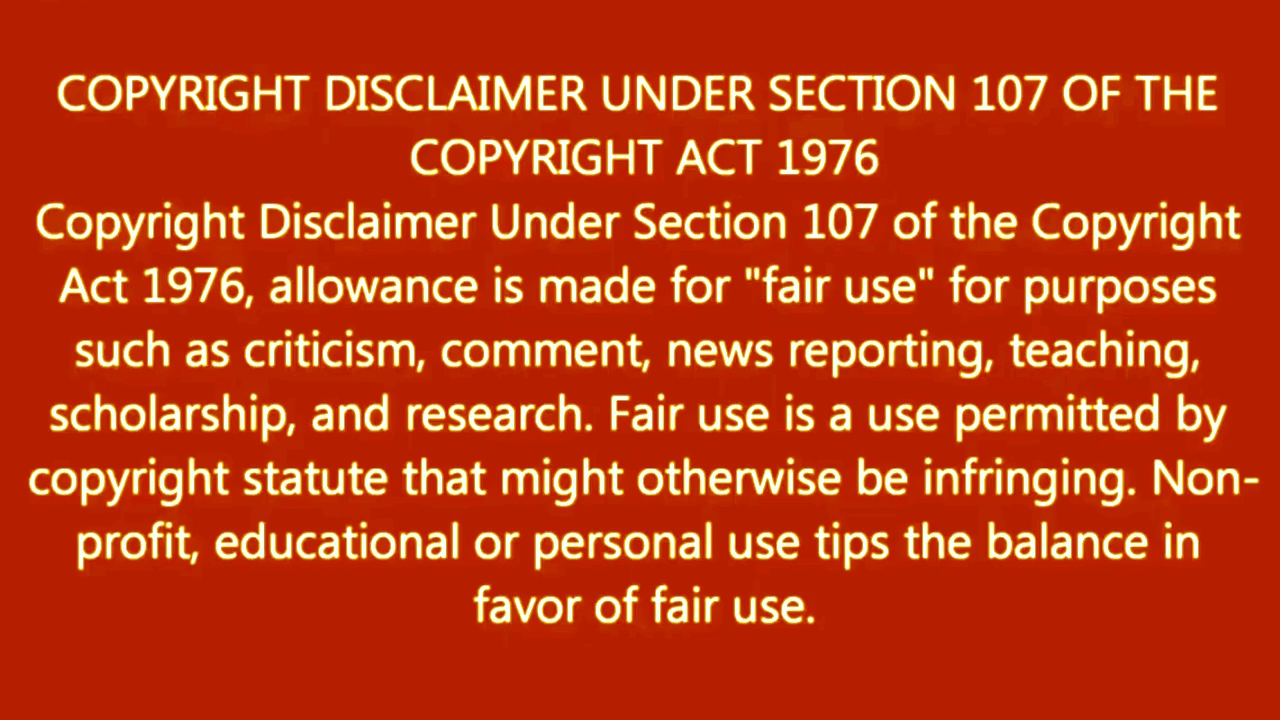 COPYRIGHT DISCLAIMER UNDER SECTION 107 OF THE
COPYRIGHT ACT 1976
Copyright Disclaimer Under Section 107 of the Copyright
Act 1976, allowance is made for "fair use" for purposes
such as criticism, comment, news reporting, teaching,
scholarship, and research. Fair use is a use permitted by
copyright statute that might otherwise be infringing. Non-
profit, educational or personal use tips the balance in
favor of fair use.